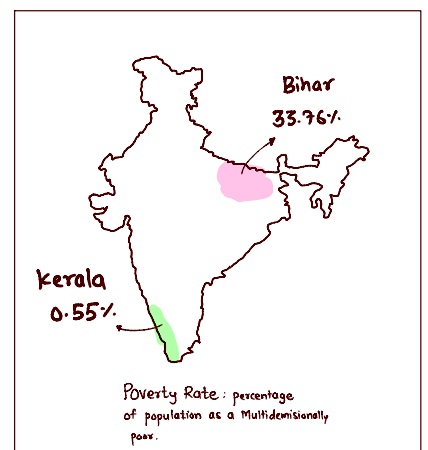 Bihar
33.76%
Kerala
0.55%
Poverty Rate: percentage
of population as a Multidemisionally
poor.